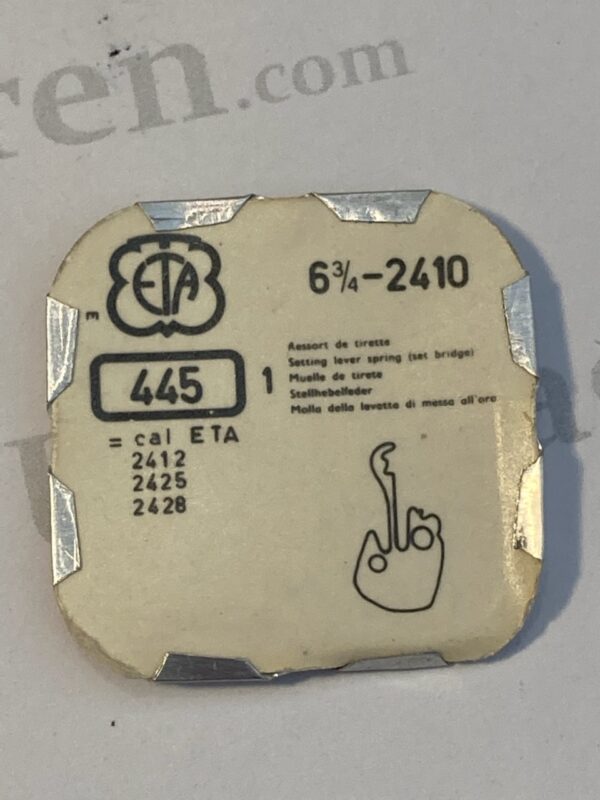 ren.com
ETA
6¾-2410
E
445
1
Ressort de tirette
Setting lever spring (set bridge)
Muelle de tirete
Stellhebelfeder
Molla della levetta di messa all'ora
= cal ETA
2412
2425
2428